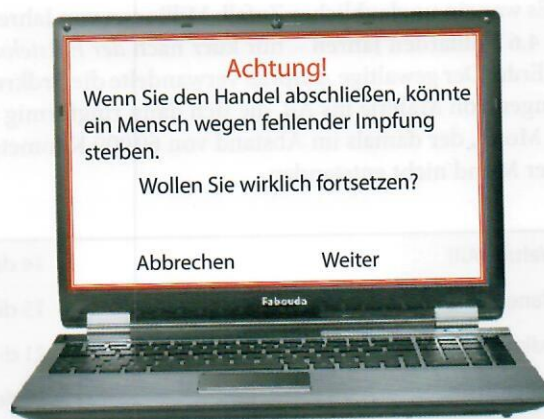 Achtung!
Wenn Sie den Handel abschließen, könnte
ein Mensch wegen fehlender Impfung
sterben.
Wollen Sie wirklich fortsetzen?
Abbrechen Weiter
Fabouda